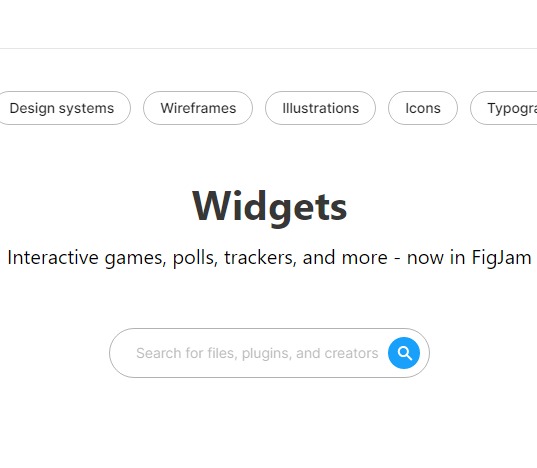 Design systems Wireframes Illustrations Icons
Widgets
Interactive games, polls, trackers, and more - now in FigJam
Search for files, plugins, and creators